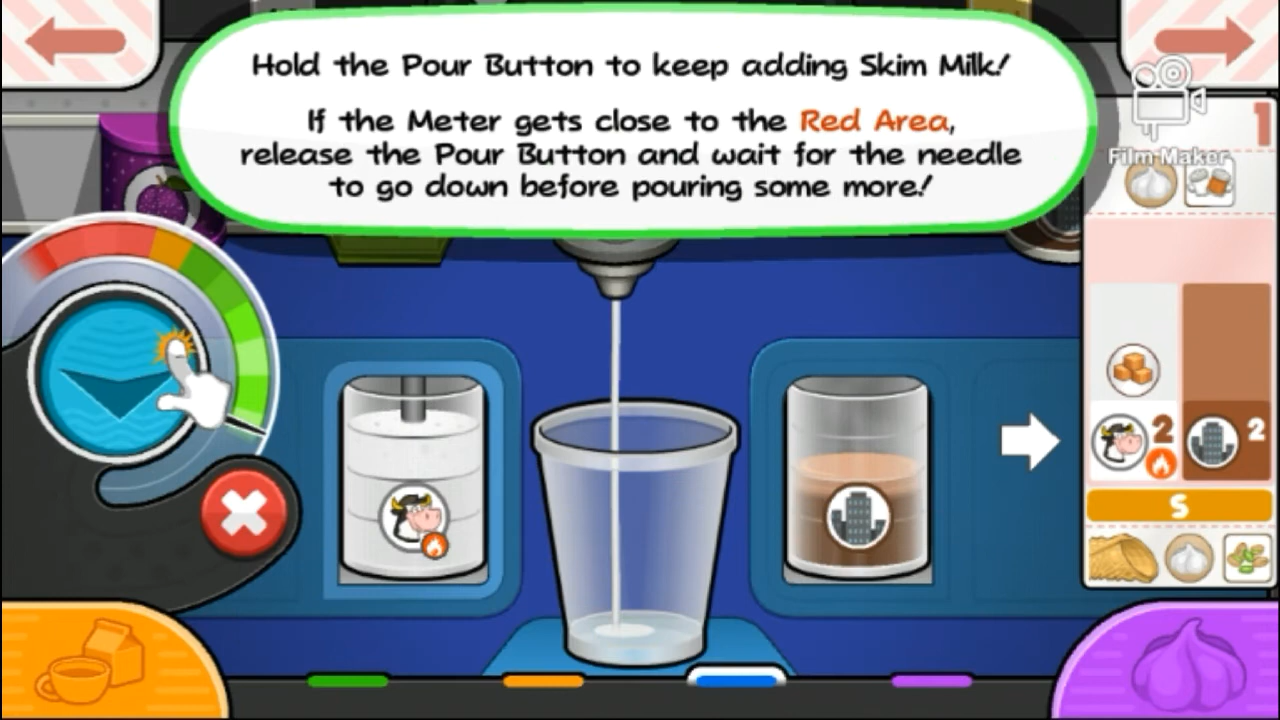 Hold the Pour Button to keep adding Skim Milk!
If the Meter gets close to the Red Area,
release the Pour Button and wait for the needle
to go down before pouring some more!
1
Film Maker
2
2
S